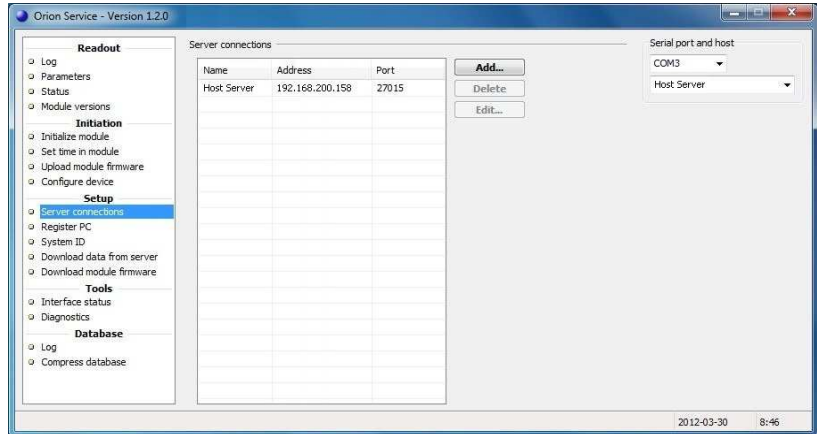 Orion Service - Version 1.2.0
Readout
Log
Parameters
Status
Module versions
Initiation
Initialize module
Set time in module
Upload module firmware
Configure device
Setup
Server connections
Register PC
System ID
Download data from server
Download module firmware
Tools
Interface status
Diagnostics
Database
Log
Compress database
Server connections
Name Address Port
Host Server 192.168.200.158 27015
Add...
Delete
Edit...
Serial port and host
COM3
Host Server
2012-03-30 8:46